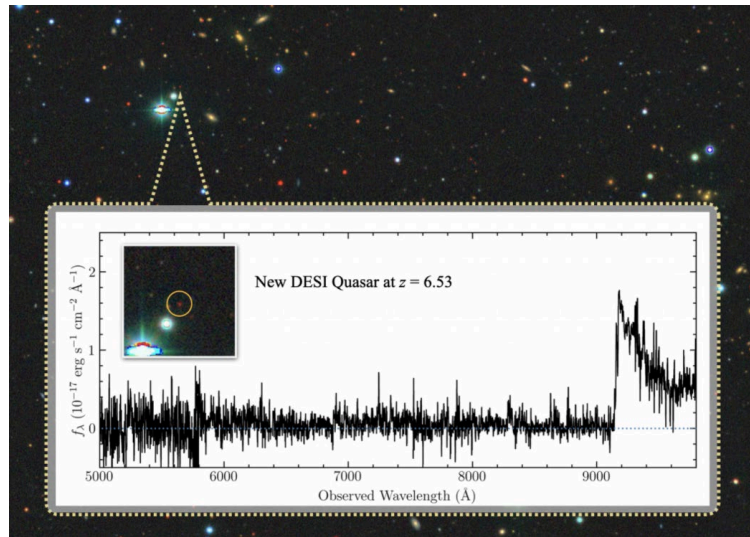 New DESI Quasar at z = 6.53
fλ (10⁻¹⁷ erg s⁻¹ cm⁻² Å⁻¹)
2
1
0
5000 6000 7000 8000 9000
Observed Wavelength (Å)